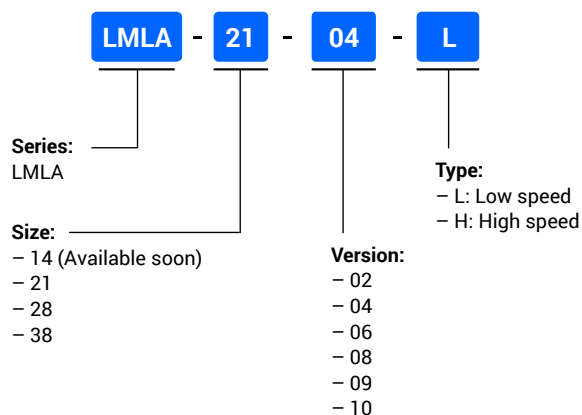 LMLA - 21 - 04 - L
Series:
LMLA
Size:
– 14 (Available soon)
– 21
– 28
– 38
Version:
– 02
– 04
– 06
– 08
– 09
– 10
Type:
– L: Low speed
– H: High speed